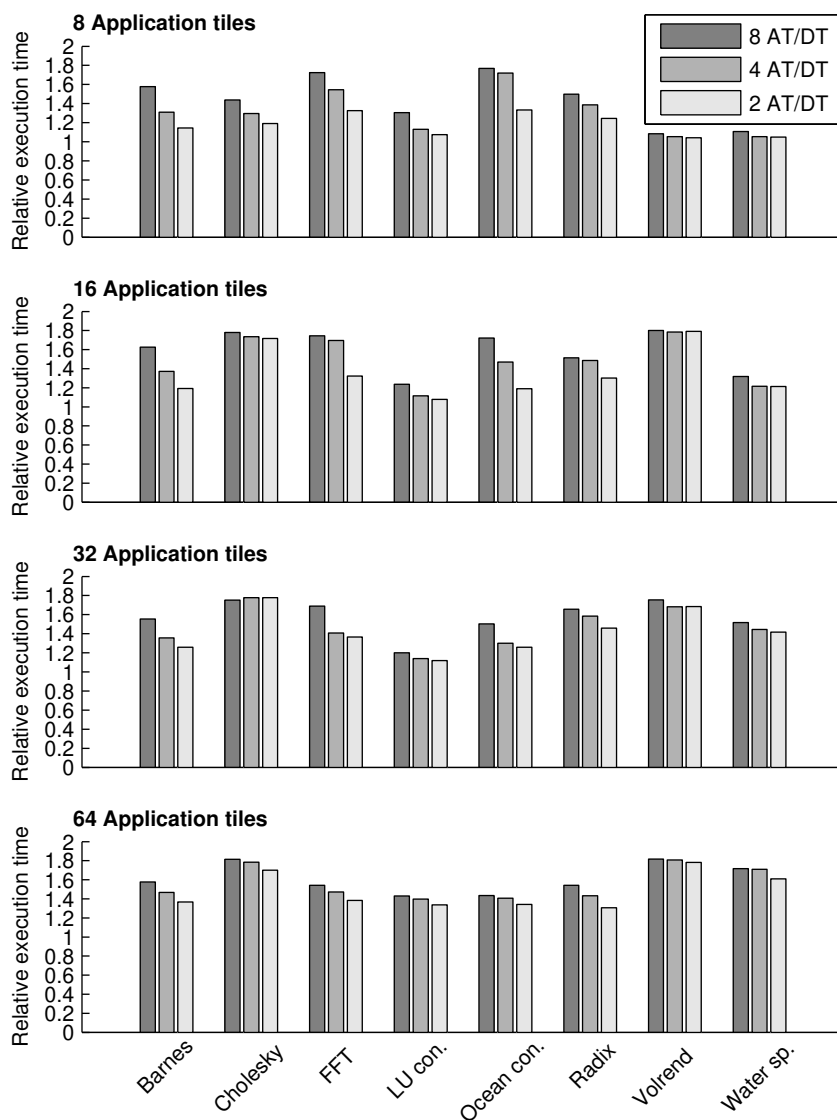 8 Application tiles
8 AT/DT
4 AT/DT
2 AT/DT
Relative execution time
2
1.8
1.6
1.4
1.2
1
0.8
0.6
0.4
0.2
0
16 Application tiles
Relative execution time
2
1.8
1.6
1.4
1.2
1
0.8
0.6
0.4
0.2
0
32 Application tiles
Relative execution time
2
1.8
1.6
1.4
1.2
1
0.8
0.6
0.4
0.2
0
64 Application tiles
Relative execution time
2
1.8
1.6
1.4
1.2
1
0.8
0.6
0.4
0.2
0
Barnes
Cholesky
FFT
LU con.
Ocean con.
Radix
Volrend
Water sp.